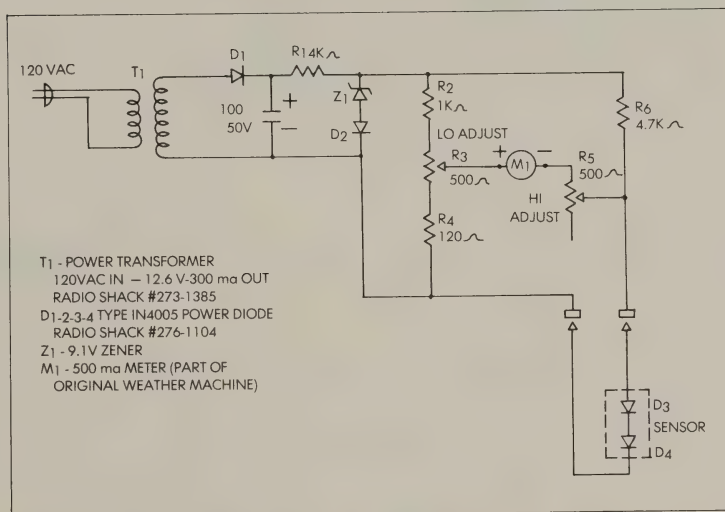 120 VAC
T1
D1
R1 4K Ω
100
50V
+
−
Z1
D2
R2
1K Ω
LO ADJUST
R3
500 Ω
R4
120 Ω
+
M1
−
R5
500 Ω
HI
ADJUST
R6
4.7K Ω
T1 - POWER TRANSFORMER
120VAC IN – 12.6 V-300 ma OUT
RADIO SHACK #273-1385
D1-2-3-4 TYPE IN4005 POWER DIODE
RADIO SHACK #276-1104
Z1 - 9.1V ZENER
M1 - 500 ma METER (PART OF
ORIGINAL WEATHER MACHINE)
D3
SENSOR
D4